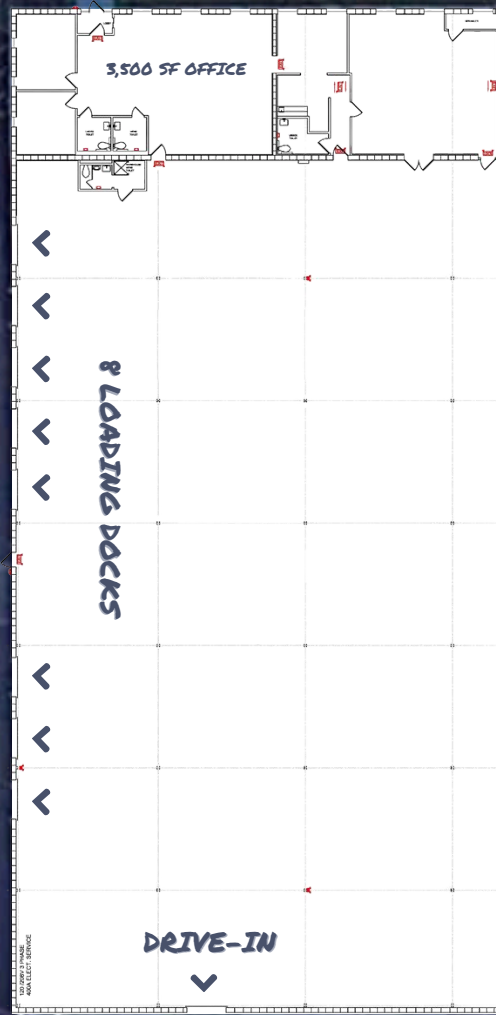 3,500 SF OFFICE
8 LOADING DOCKS
DRIVE-IN
120/208V 3 PHASE
400A ELECT. SERVICE